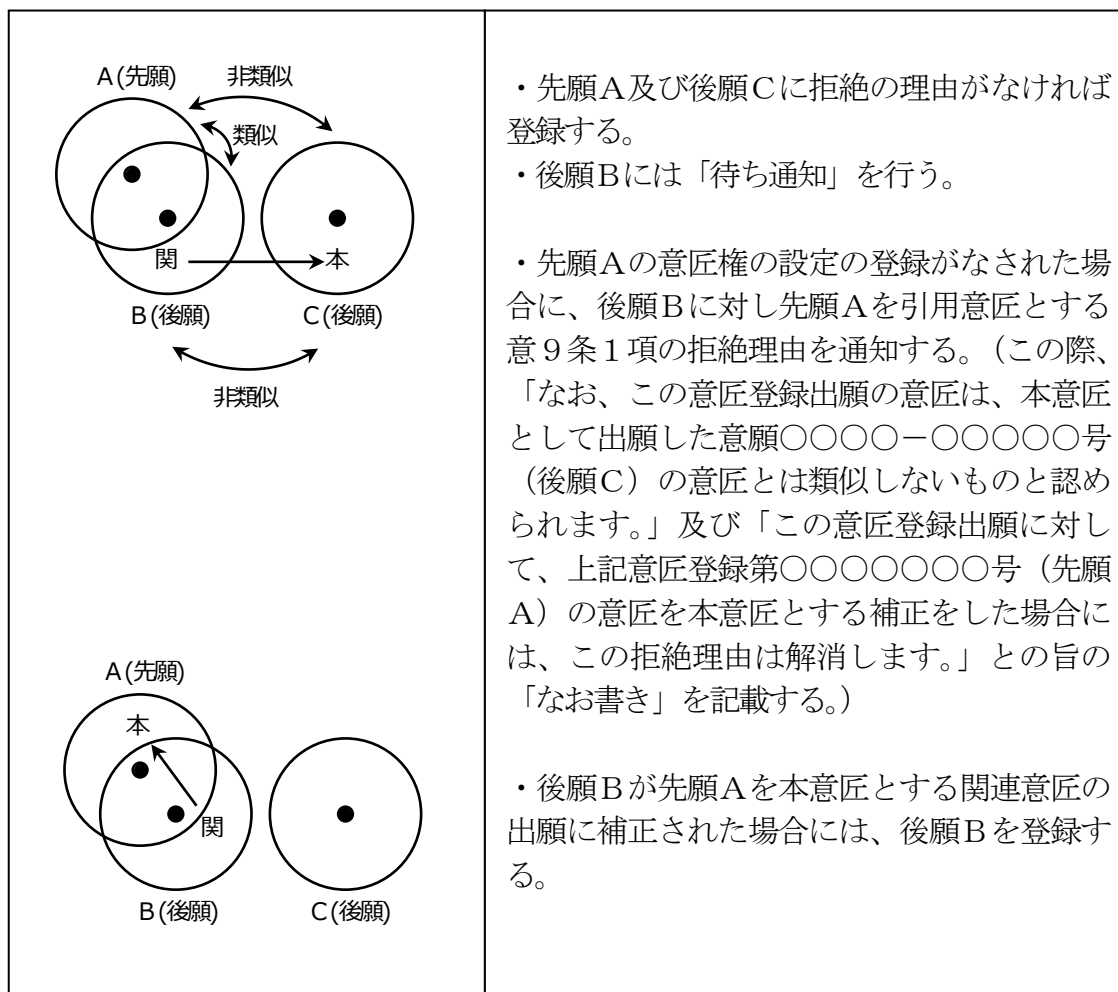 A(先願)
非類似
類似
関
本
B(後願)
C(後願)
非類似
A(先願)
本
関
B(後願)
C(後願)
・先願A及び後願Cに拒絶の理由がなければ
登録する。
・後願Bには「待ち通知」を行う。
・先願Aの意匠権の設定の登録がなされた場
合に、後願Bに対し先願Aを引用意匠とする
意9条1項の拒絶理由を通知する。(この際、
「なお、この意匠登録出願の意匠は、本意匠
として出願した意願○○○○-○○○○○号
(後願C)の意匠とは類似しないものと認め
られます。」及び「この意匠登録出願に対し
て、上記意匠登録第○○○○○○○号(先願
A)の意匠を本意匠とする補正をした場合に
は、この拒絶理由は解消します。」との旨の
「なお書き」を記載する。)
・後願Bが先願Aを本意匠とする関連意匠の
出願に補正された場合には、後願Bを登録す
る。